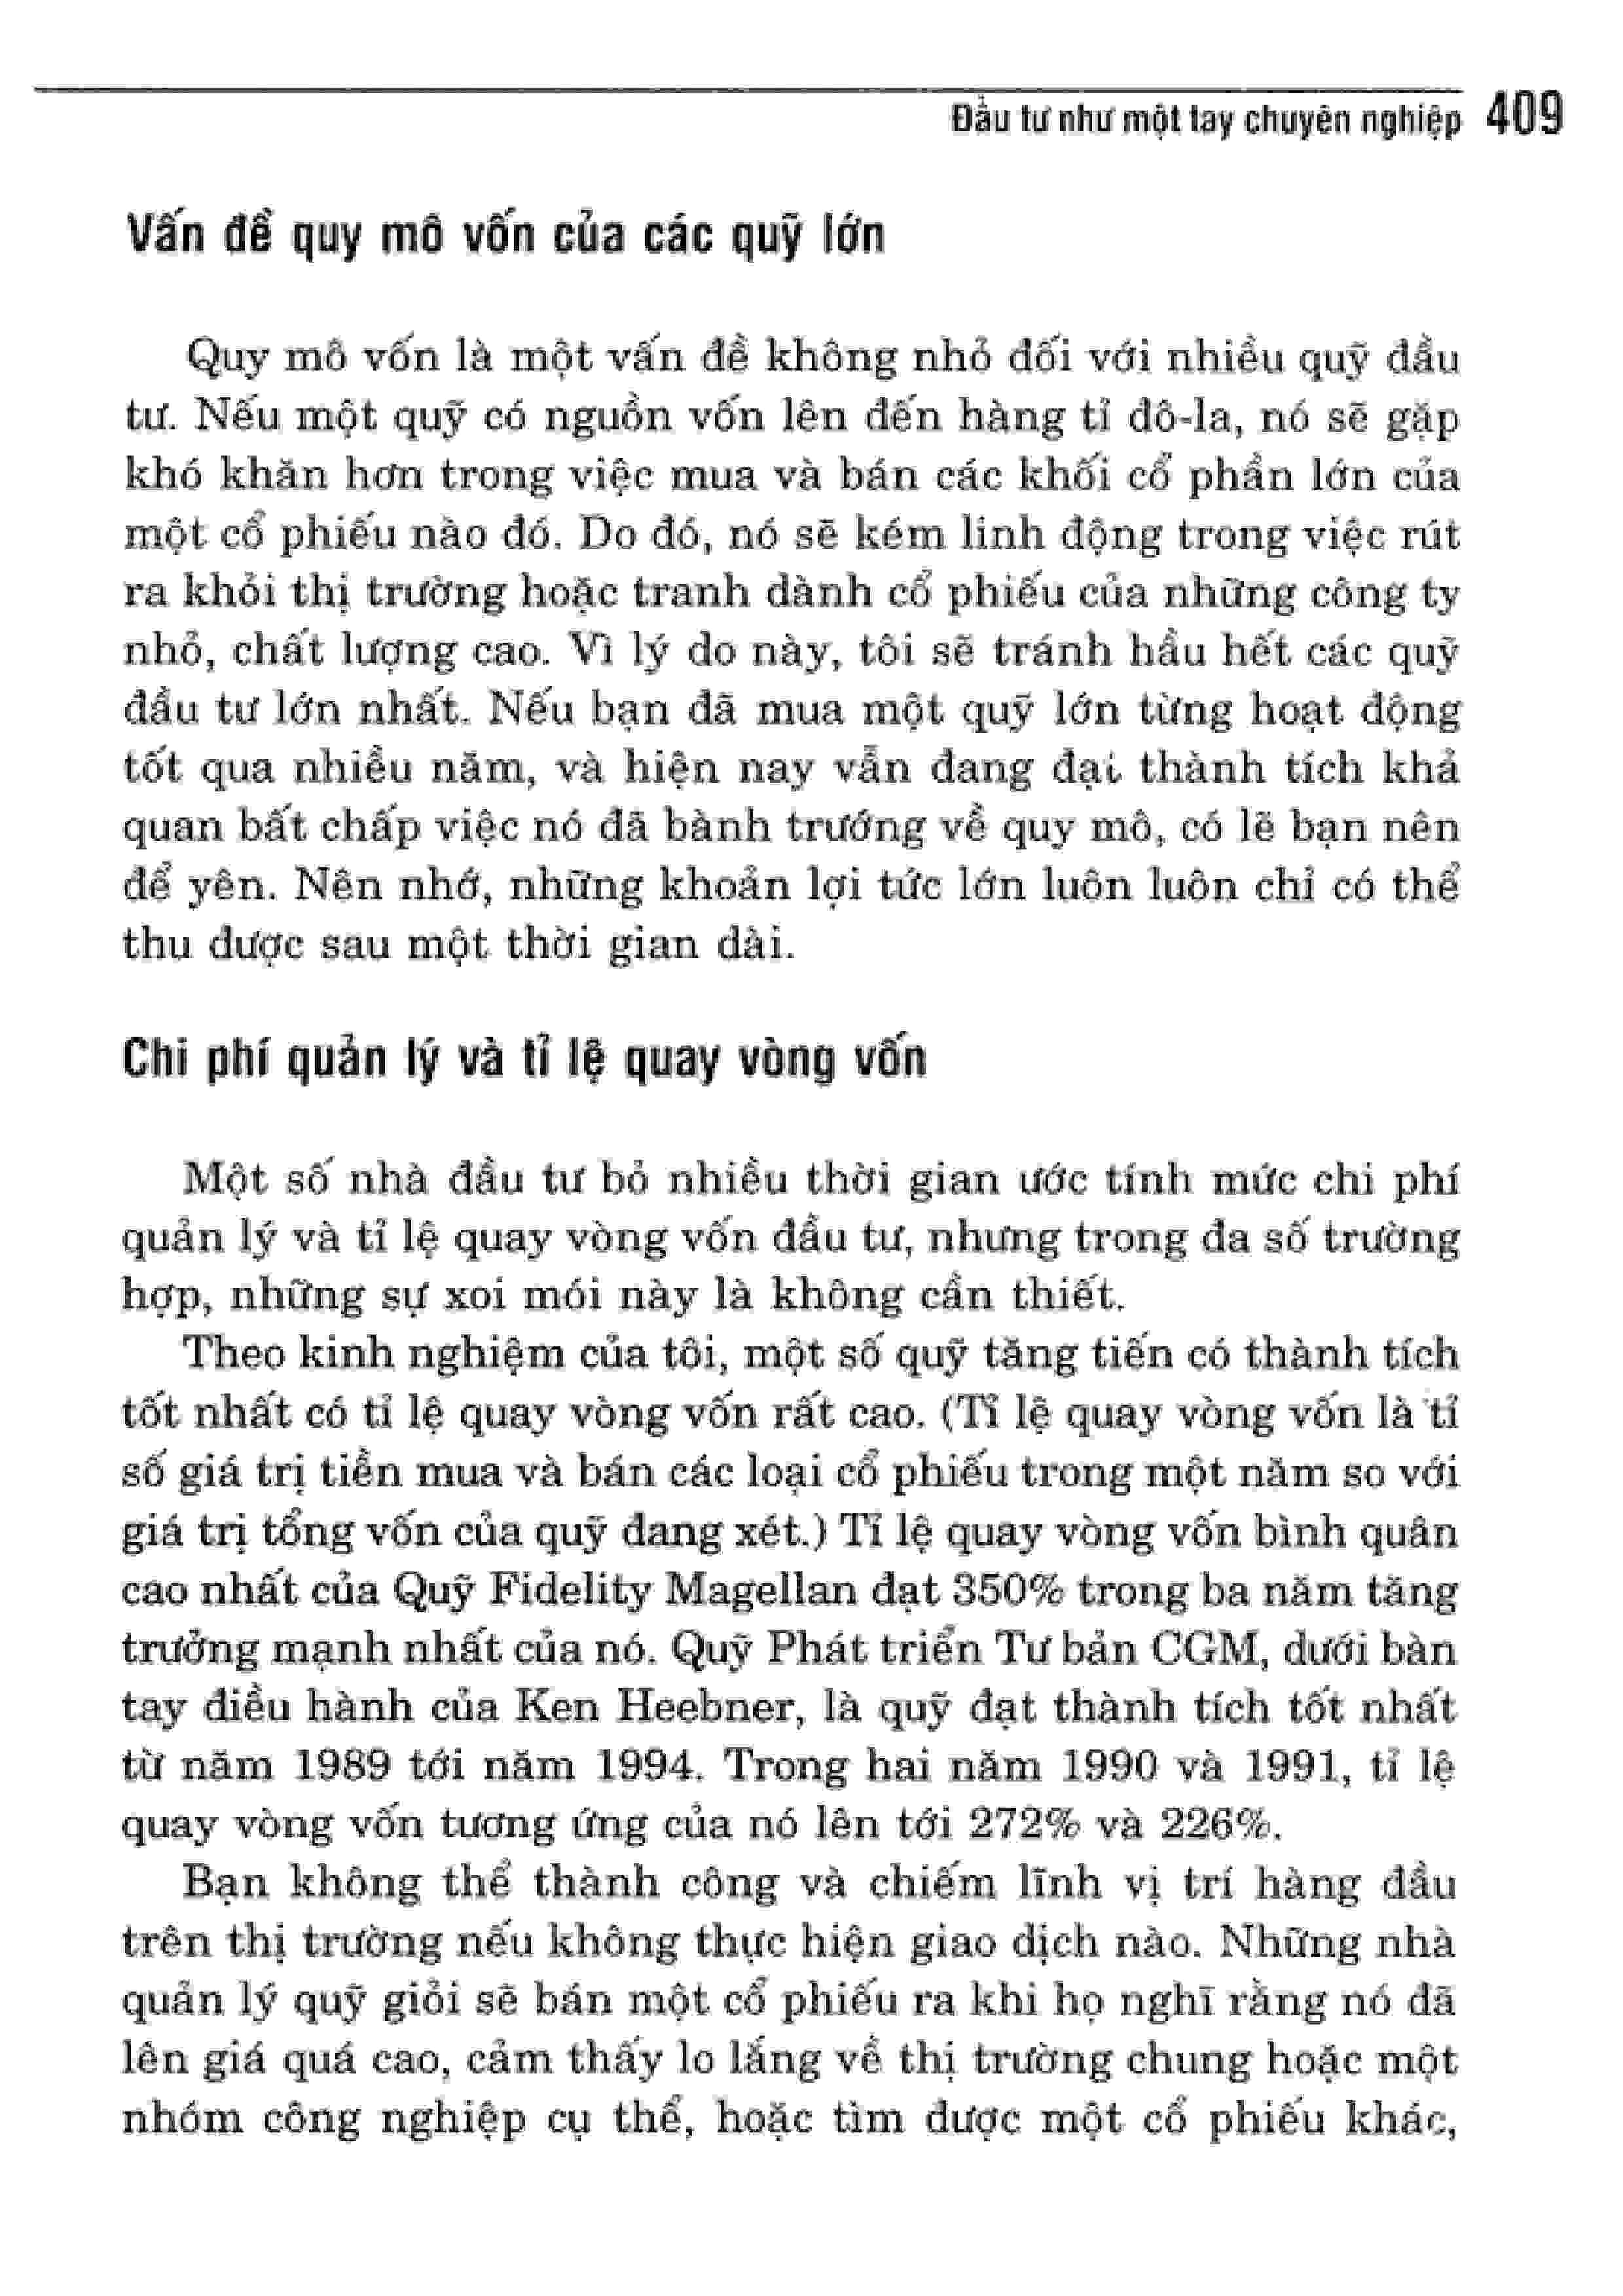 Đầu tư như một tay chuyên nghiệp 409
Vấn đề quy mô vốn của các quỹ lớn
Quy mô vốn là một vấn đề không nhỏ đối với nhiều quỹ đầu
tư. Nếu một quỹ có nguồn vốn lên đến hàng tỉ đô-la, nó sẽ gặp
khó khăn hơn trong việc mua và bán các khối cổ phần lớn của
một cổ phiếu nào đó. Do đó, nó sẽ kém linh động trong việc rút
ra khỏi thị trường hoặc tranh dành cổ phiếu của những công ty
nhỏ, chất lượng cao. Vì lý do này, tôi sẽ tránh hầu hết các quỹ
đầu tư lớn nhất. Nếu bạn đã mua một quỹ lớn từng hoạt động
tốt qua nhiều năm, và hiện nay vẫn đang đạt thành tích khả
quan bất chấp việc nó đã bành trướng về quy mô, có lẽ bạn nên
để yên. Nên nhớ, những khoản lợi tức lớn luôn luôn chỉ có thể
thu được sau một thời gian dài.
Chi phí quản lý và tỉ lệ quay vòng vốn
Một số nhà đầu tư bỏ nhiều thời gian ước tính mức chi phí
quản lý và tỉ lệ quay vòng vốn đầu tư, nhưng trong đa số trường
hợp, những sự xoi mói này là không cần thiết.
Theo kinh nghiệm của tôi, một số quỹ tăng tiến có thành tích
tốt nhất có tỉ lệ quay vòng vốn rất cao. (Tỉ lệ quay vòng vốn là tỉ
số giá trị tiền mua và bán các loại cổ phiếu trong một năm so với
giá trị tổng vốn của quỹ đang xét.) Tỉ lệ quay vòng vốn bình quân
cao nhất của Quỹ Fidelity Magellan đạt 350% trong ba năm tăng
trưởng mạnh nhất của nó. Quỹ Phát triển Tư bản CGM, dưới bàn
tay điều hành của Ken Heebner, là quỹ đạt thành tích tốt nhất
từ năm 1989 tới năm 1994. Trong hai năm 1990 và 1991, tỉ lệ
quay vòng vốn tương ứng của nó lên tới 272% và 226%.
Bạn không thể thành công và chiếm lĩnh vị trí hàng đầu
trên thị trường nếu không thực hiện giao dịch nào. Những nhà
quản lý quỹ giỏi sẽ bán một cổ phiếu ra khi họ nghĩ rằng nó đã
lên giá quá cao, cảm thấy lo lắng về thị trường chung hoặc một
nhóm công nghiệp cụ thể, hoặc tìm được một cổ phiếu khác,